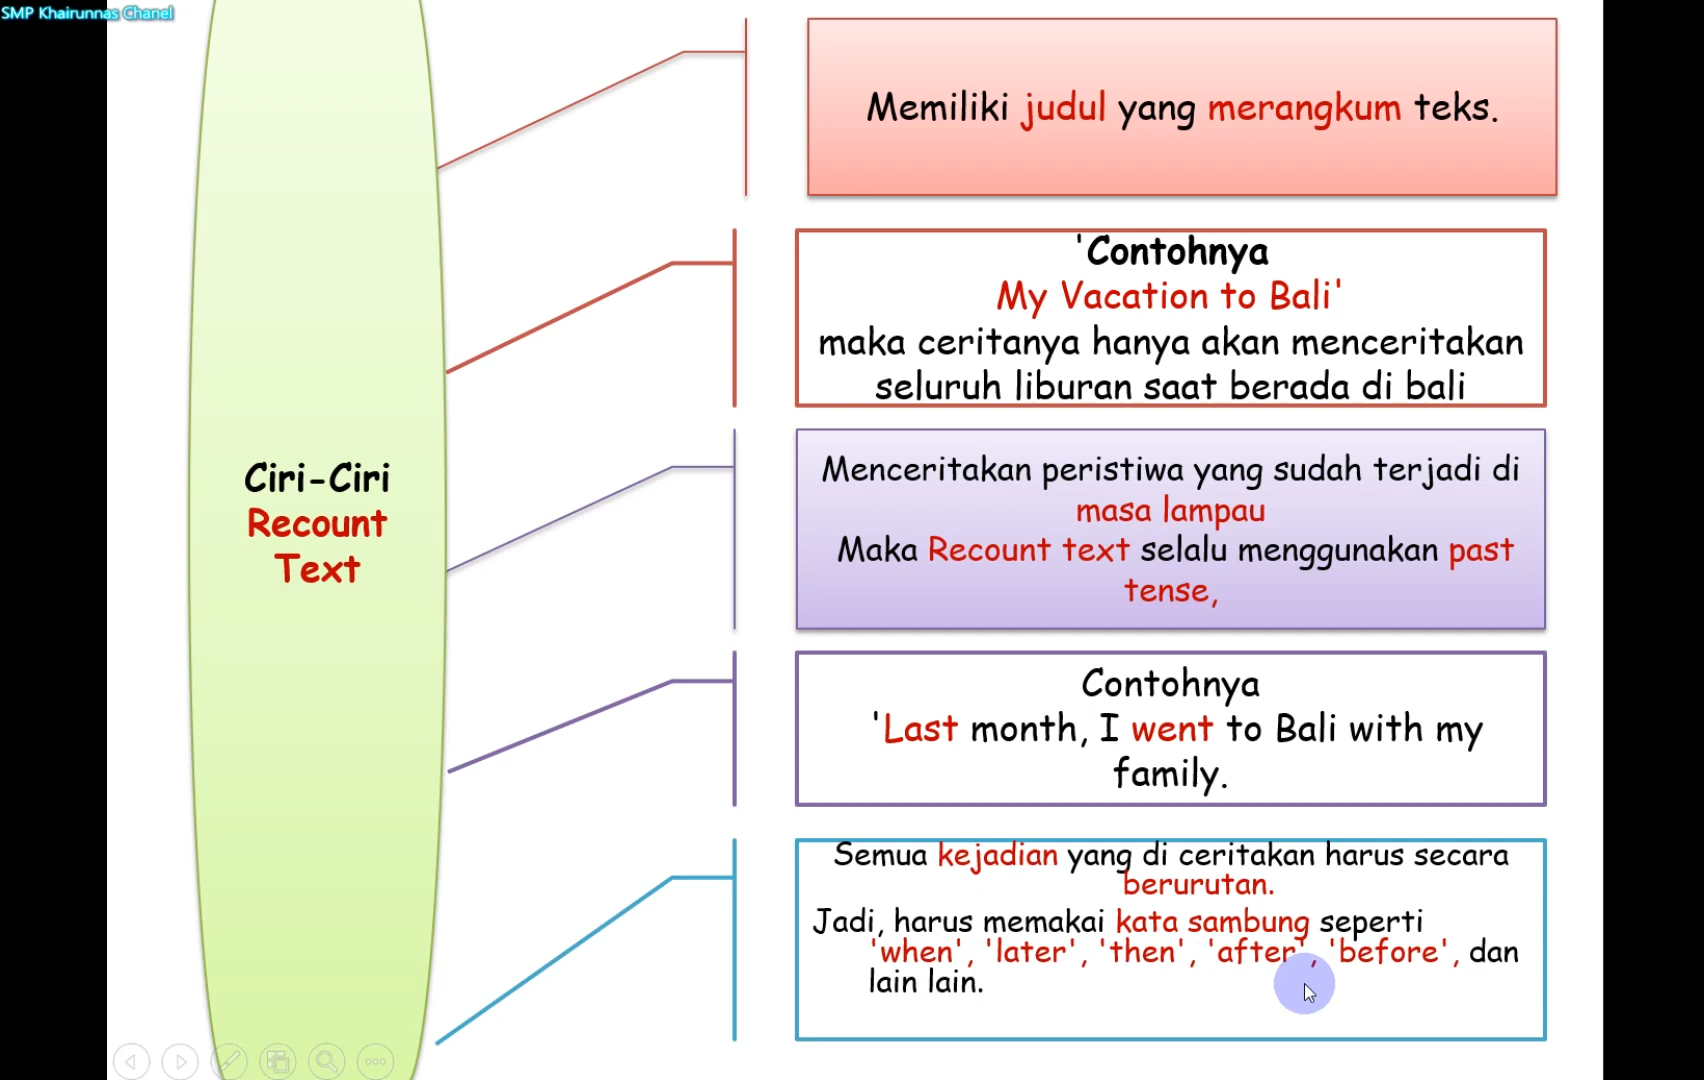 SMP Khairunnas Chanel
Ciri-Ciri
Recount
Text
Memiliki judul yang merangkum teks.
'Contohnya
My Vacation to Bali'
maka ceritanya hanya akan menceritakan
seluruh liburan saat berada di bali
Menceritakan peristiwa yang sudah terjadi di
masa lampau
Maka Recount text selalu menggunakan past
tense,
Contohnya
'Last month, I went to Bali with my
family.
Semua kejadian yang di ceritakan harus secara
berurutan.
Jadi, harus memakai kata sambung seperti
'when', 'later', 'then', 'after', 'before', dan
lain lain.